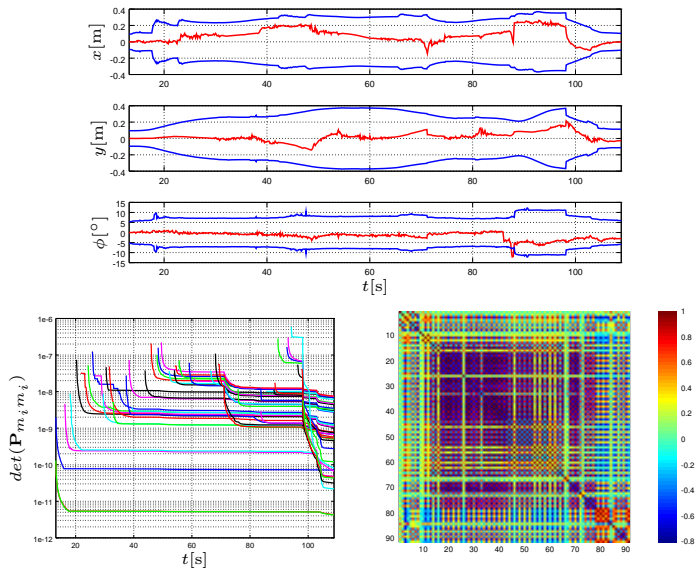 0.4
0.2
0
-0.2
-0.4
x[m]
20 40 60 80 100
0.4
0.2
0
-0.2
-0.4
y[m]
20 40 60 80 100
15
10
5
0
-5
-10
-15
ϕ[°]
20 40 60 80 100
t[s]
1e-6
1e-7
1e-8
1e-9
1e-10
1e-11
1e-12
det(P_{m_i m_i})
20 40 60 80 100
t[s]
10
20
30
40
50
60
70
80
90
10 20 30 40 50 60 70 80 90
1
0.8
0.6
0.4
0.2
0
-0.2
-0.4
-0.6
-0.8